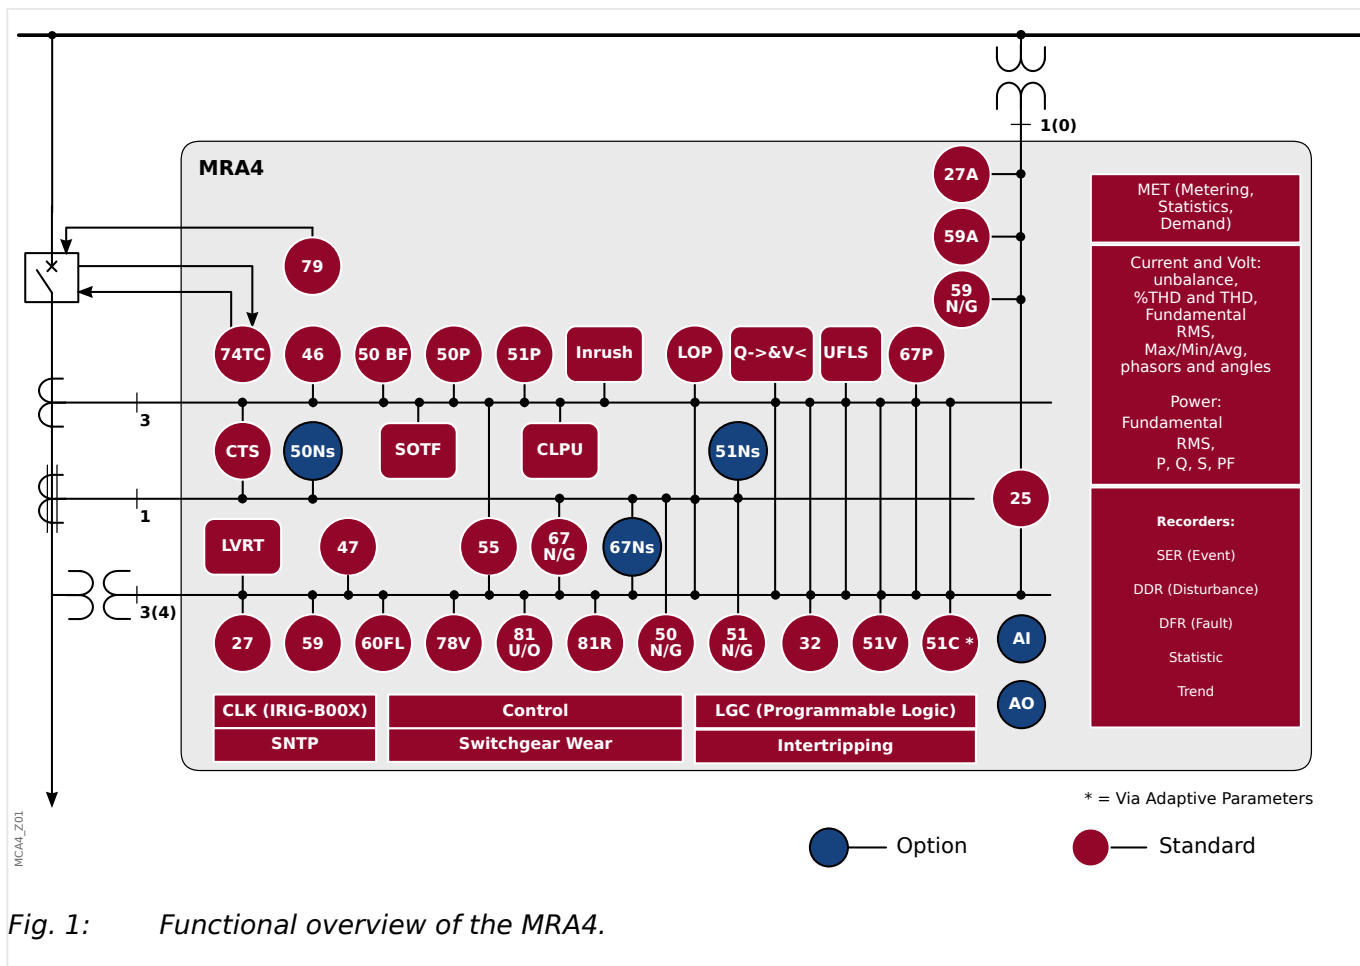 1(0)
MRA4
27A
59A
59
N/G
79
74TC
46
50 BF
50P
51P
Inrush
LOP
Q->&V<
UFLS
67P
3
CTS
50Ns
SOTF
CLPU
51Ns
1
25
LVRT
47
55
67
N/G
67Ns
3(4)
27
59
60FL
78V
81
U/O
81R
50
N/G
51
N/G
32
51V
51C *
AI
AO
MET (Metering,
Statistics,
Demand)
Current and Volt:
unbalance,
%THD and THD,
Fundamental
RMS,
Max/Min/Avg,
phasors and angles
Power:
Fundamental
RMS,
P, Q, S, PF
Recorders:
SER (Event)
DDR (Disturbance)
DFR (Fault)
Statistic
Trend
CLK (IRIG-B00X)
SNTP
Control
Switchgear Wear
LGC (Programmable Logic)
Intertripping
* = Via Adaptive Parameters
Option
Standard
MCA4_Z01
Fig. 1: Functional overview of the MRA4.